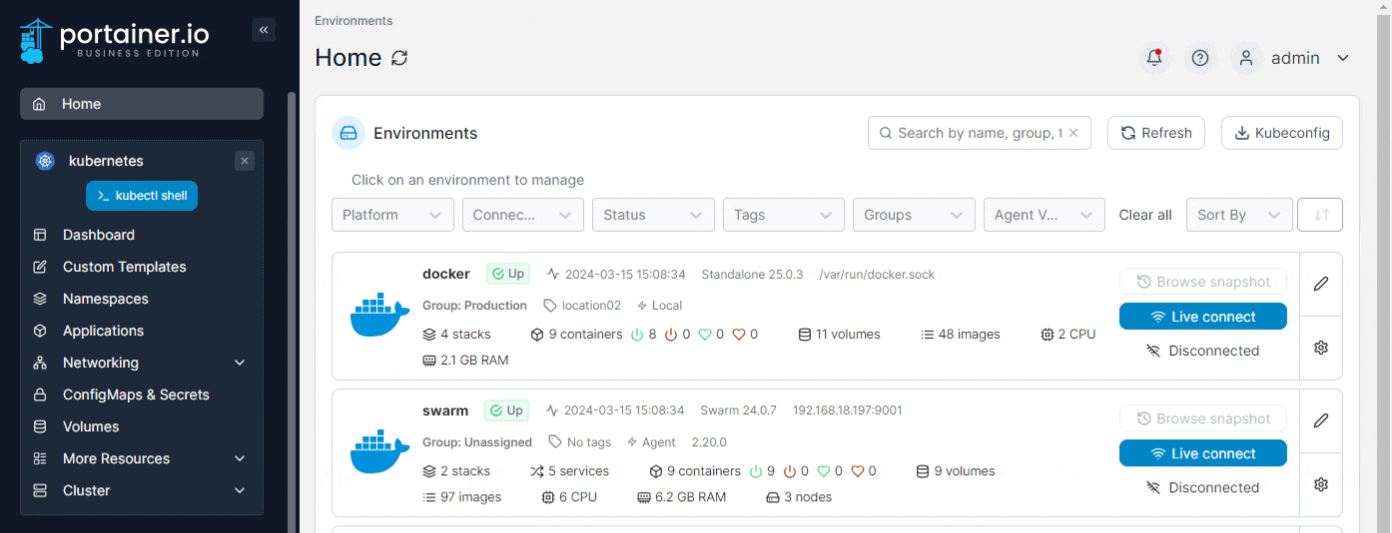 portainer.io
BUSINESS EDITION
Home
kubernetes
>_ kubectl shell
Dashboard
Custom Templates
Namespaces
Applications
Networking
ConfigMaps & Secrets
Volumes
More Resources
Cluster
Environments
Home
admin
Environments
Search by name, group, t
Refresh
Kubeconfig
Click on an environment to manage
Platform Connec... Status Tags Groups Agent V... Clear all Sort By
docker Up 2024-03-15 15:08:34 Standalone 25.0.3 /var/run/docker.sock
Group: Production location02 Local
4 stacks 9 containers 8 0 0 0 11 volumes 48 images 2 CPU
2.1 GB RAM
Browse snapshot
Live connect
Disconnected
swarm Up 2024-03-15 15:08:34 Swarm 24.0.7 192.168.18.197:9001
Group: Unassigned No tags Agent 2.20.0
2 stacks 5 services 9 containers 9 0 0 0 9 volumes
97 images 6 CPU 6.2 GB RAM 3 nodes
Browse snapshot
Live connect
Disconnected